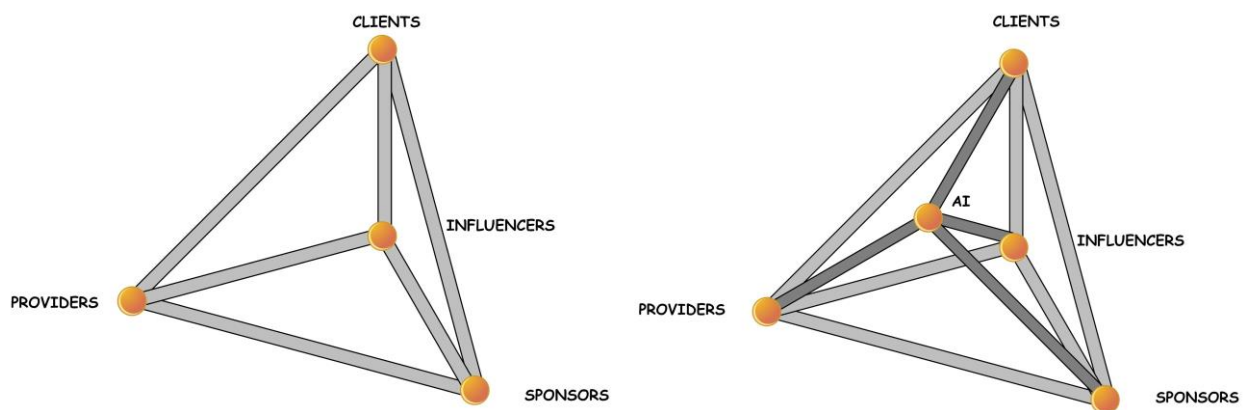 CLIENTS
INFLUENCERS
PROVIDERS
SPONSORS
CLIENTS
AI
INFLUENCERS
PROVIDERS
SPONSORS